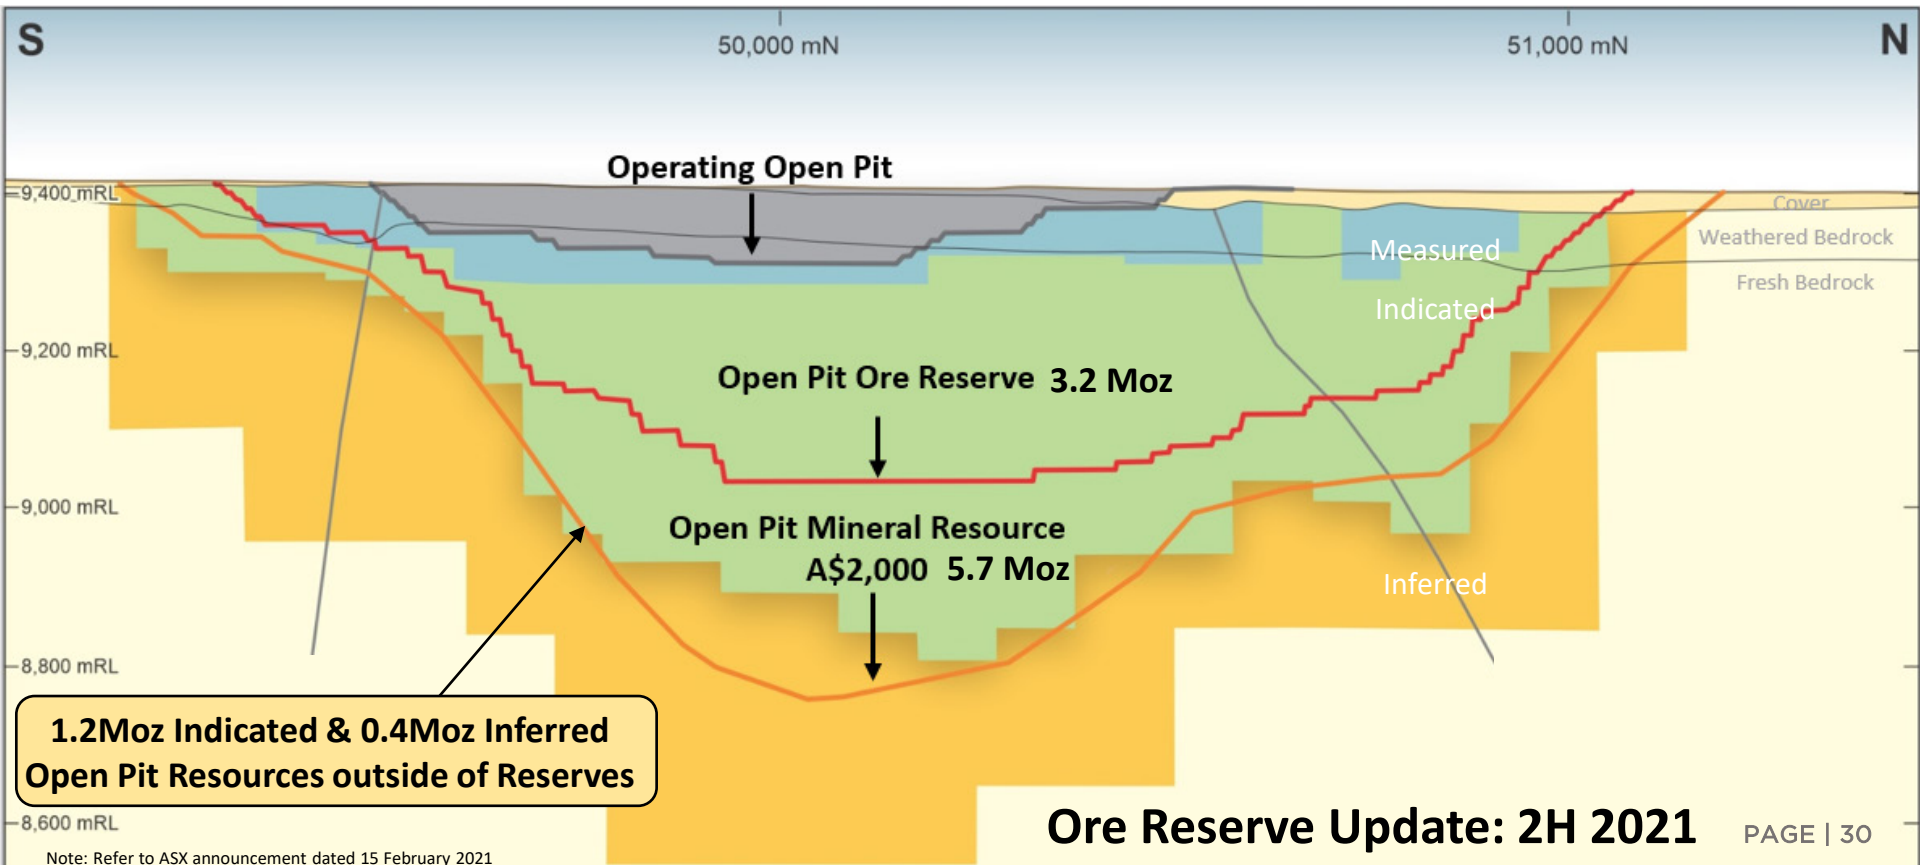 S
50,000 mN
51,000 mN
N
Operating Open Pit
9,400 mRL
Cover
Weathered Bedrock
Measured
Fresh Bedrock
Indicated
9,200 mRL
Open Pit Ore Reserve 3.2 Moz
9,000 mRL
Open Pit Mineral Resource
A$2,000 5.7 Moz
Inferred
8,800 mRL
1.2Moz Indicated & 0.4Moz Inferred
Open Pit Resources outside of Reserves
8,600 mRL
Ore Reserve Update: 2H 2021
PAGE | 30
Note: Refer to ASX announcement dated 15 February 2021